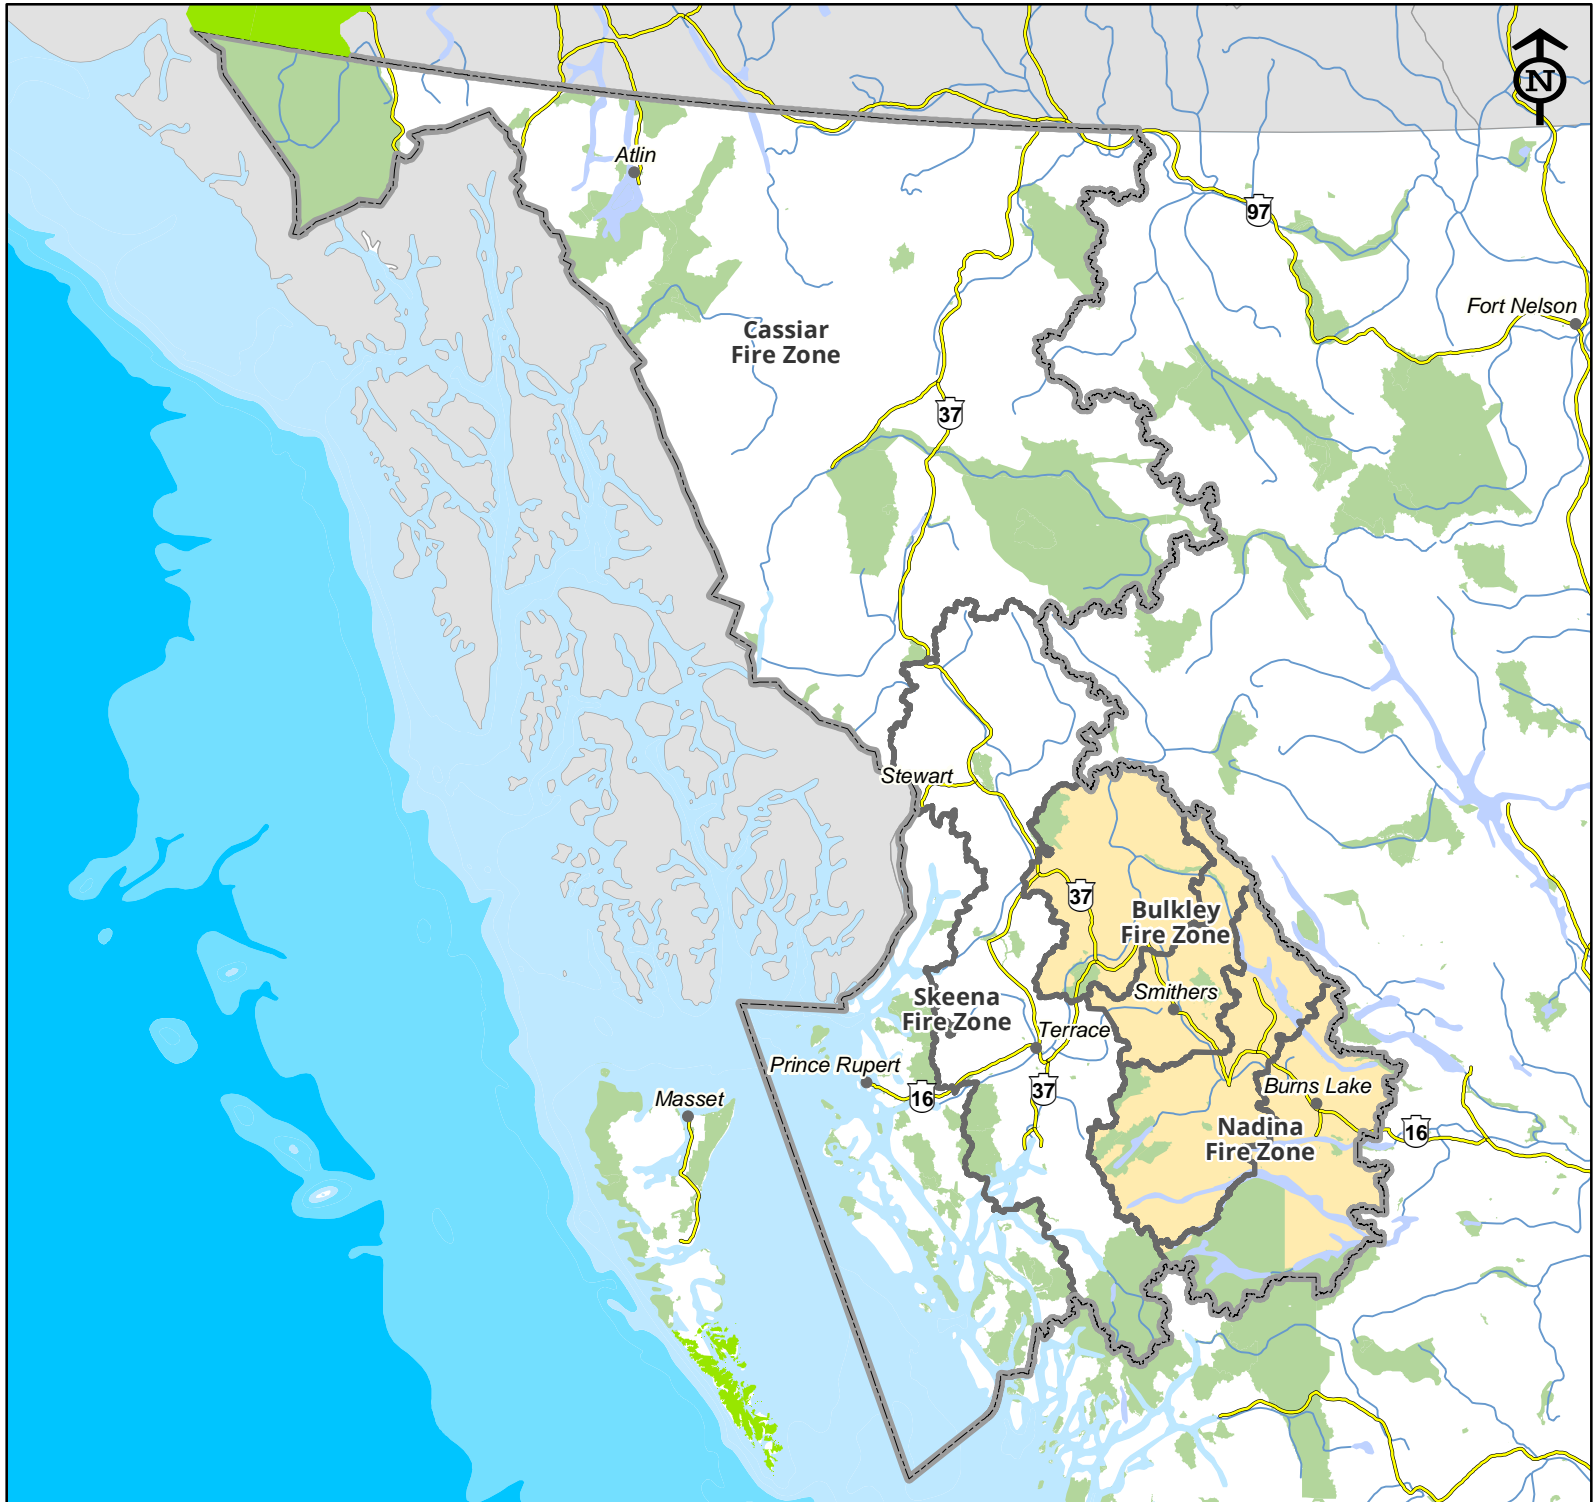 N
Atlin
97
Fort Nelson
Cassiar
Fire Zone
37
Stewart
37
Bulkley
Fire Zone
Skeena
Fire Zone
Smithers
Terrace
Prince Rupert
16
37
Burns Lake
Masset
Nadina
Fire Zone
16